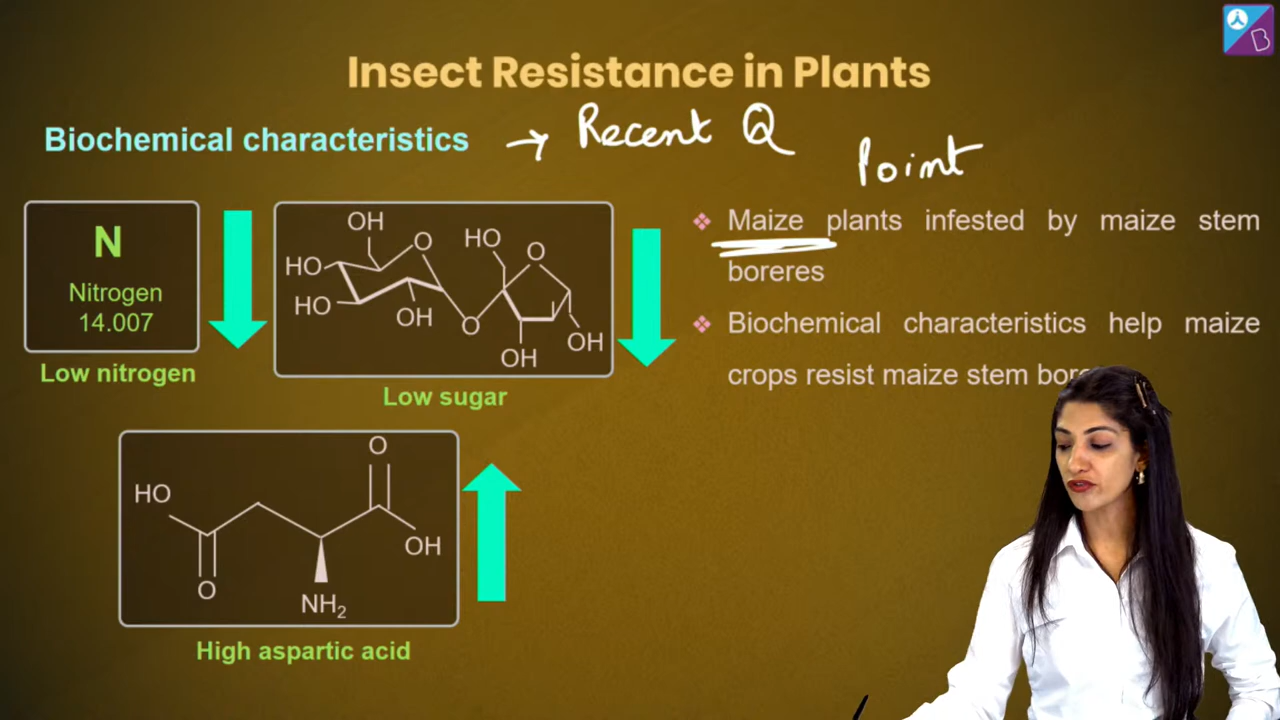 Insect Resistance in Plants
Biochemical characteristics → Recent Q
Point
N
Nitrogen
14.007
Low nitrogen
OH
O
HO
HO
OH
O
HO
O
OH
OH
Low sugar
❖ Maize plants infested by maize stem
boreres
❖ Biochemical characteristics help maize
crops resist maize stem
O
HO
OH
O
NH₂
High aspartic acid
B